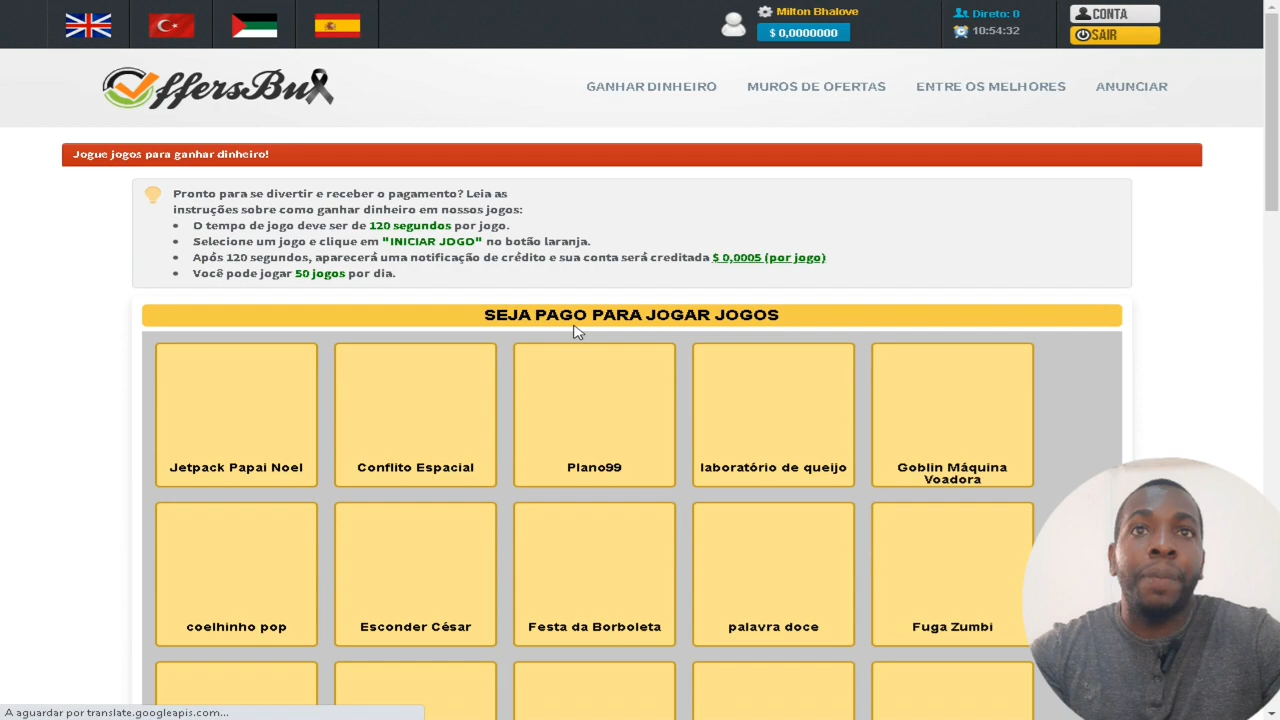 Milton Bhalove
$ 0,0000000
Direto: 0
10:54:32
CONTA
SAIR
OffersBux
GANHAR DINHEIRO
MUROS DE OFERTAS
ENTRE OS MELHORES
ANUNCIAR
Jogue jogos para ganhar dinheiro!
Pronto para se divertir e receber o pagamento? Leia as
instruções sobre como ganhar dinheiro em nossos jogos:
• O tempo de jogo deve ser de 120 segundos por jogo.
• Selecione um jogo e clique em "INICIAR JOGO" no botão laranja.
• Após 120 segundos, aparecerá uma notificação de crédito e sua conta será creditada $ 0,0005 (por jogo)
• Você pode jogar 50 jogos por dia.
SEJA PAGO PARA JOGAR JOGOS
Jetpack Papai Noel
Conflito Espacial
Plano99
laboratório de queijo
Goblin Máquina
Voadora
coelhinho pop
Esconder César
Festa da Borboleta
palavra doce
Fuga Zumbi
A aguardar por translate.googleapis.com...